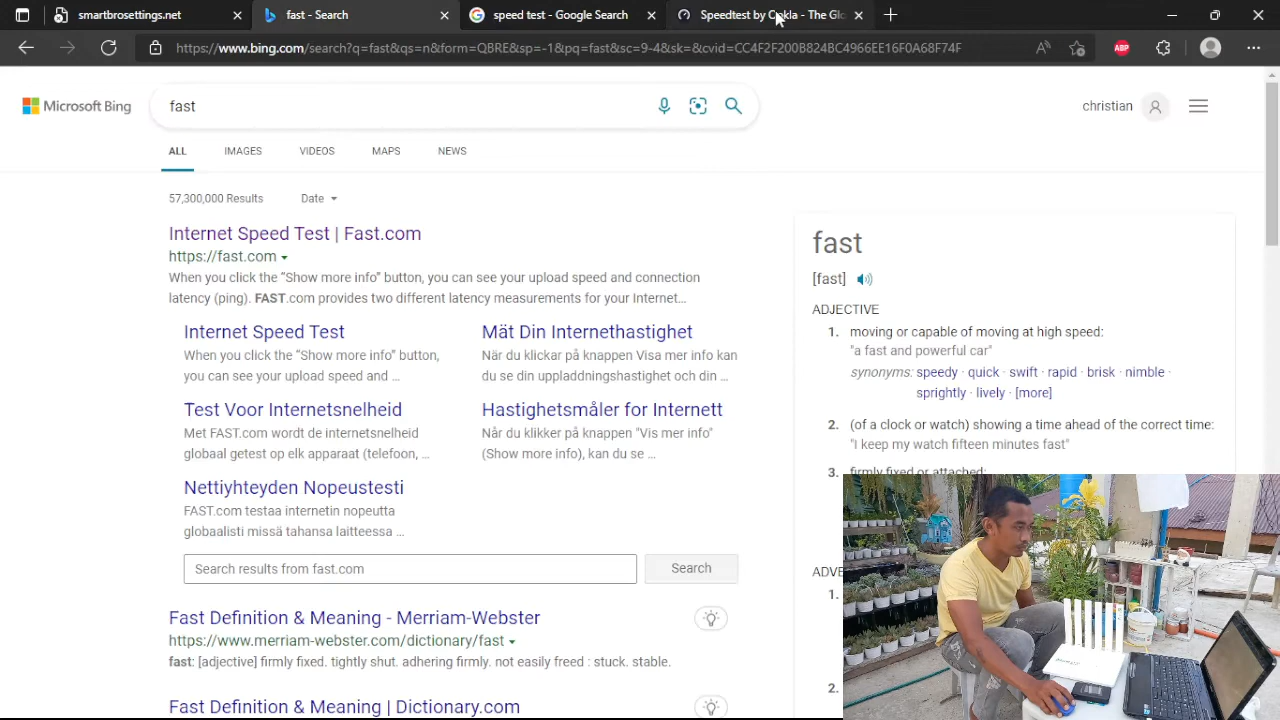 smartbrosettings.net
fast - Search
speed test - Google Search
Speedtest by Ookla - The Glo
https://www.bing.com/search?q=fast&qs=n&form=QBRE&sp=-1&pq=fast&sc=9-4&sk=&cvid=CC4F2F200B824BC4966EE16F0A68F74F
ABP
Microsoft Bing
fast
christian
ALL
IMAGES
VIDEOS
MAPS
NEWS
57,300,000 Results
Date
Internet Speed Test | Fast.com
https://fast.com
When you click the “Show more info” button, you can see your upload speed and connection
latency (ping). FAST.com provides two different latency measurements for your Internet…
Internet Speed Test
When you click the “Show more info” button,
you can see your upload speed and …
Mät Din Internethastighet
När du klickar på knappen Visa mer info kan
du se din uppladdningshastighet och din …
Test Voor Internetsnelheid
Met FAST.com wordt de internetsnelheid
globaal getest op elk apparaat (telefoon, …
Hastighetsmåler for Internett
Når du klikker på knappen "Vis mer info"
(Show more info), kan du se …
Nettiyhteyden Nopeustesti
FAST.com testaa internetin nopeutta
globaalisti missä tahansa laitteessa …
Search results from fast.com
Search
Fast Definition & Meaning - Merriam-Webster
https://www.merriam-webster.com/dictionary/fast
fast: [adjective] firmly fixed. tightly shut. adhering firmly. not easily freed : stuck. stable.
Fast Definition & Meaning | Dictionary.com
fast
[fast]
ADJECTIVE
1. moving or capable of moving at high speed:
"a fast and powerful car"
synonyms: speedy · quick · swift · rapid · brisk · nimble ·
sprightly · lively · [more]
2. (of a clock or watch) showing a time ahead of the correct time:
"I keep my watch fifteen minutes fast"
3. firmly fixed or attached:
ADVE
1.
2.